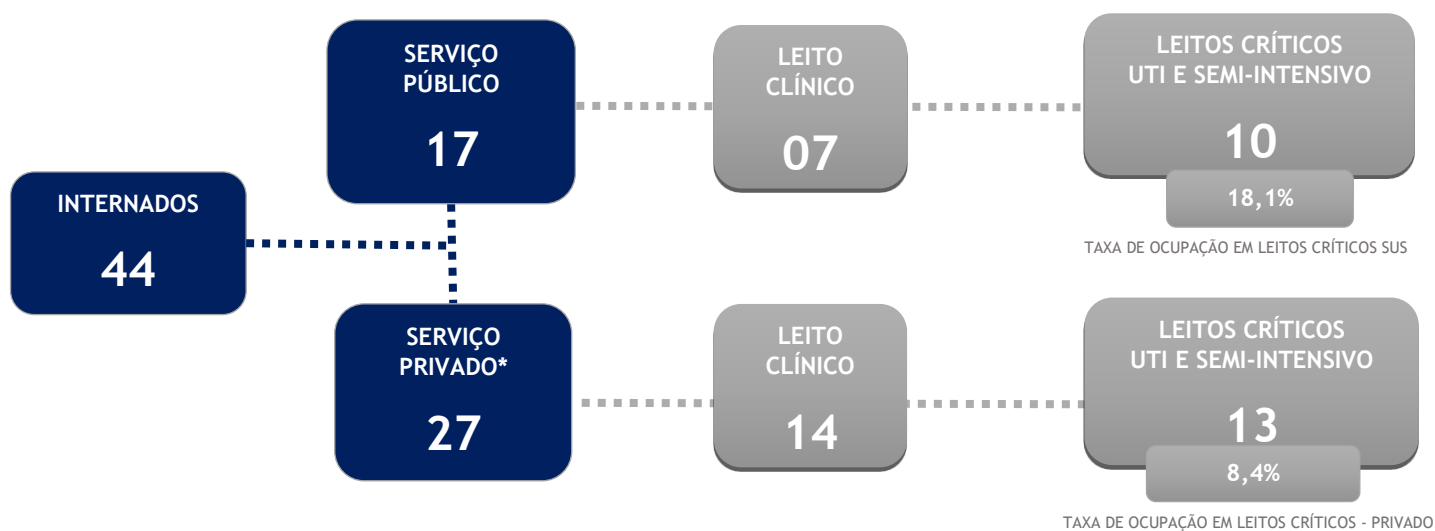 INTERNADOS
44
SERVIÇO
PÚBLICO
17
LEITO
CLÍNICO
07
LEITOS CRÍTICOS
UTI E SEMI-INTENSIVO
10
18,1%
TAXA DE OCUPAÇÃO EM LEITOS CRÍTICOS SUS
SERVIÇO
PRIVADO*
27
LEITO
CLÍNICO
14
LEITOS CRÍTICOS
UTI E SEMI-INTENSIVO
13
8,4%
TAXA DE OCUPAÇÃO EM LEITOS CRÍTICOS - PRIVADO